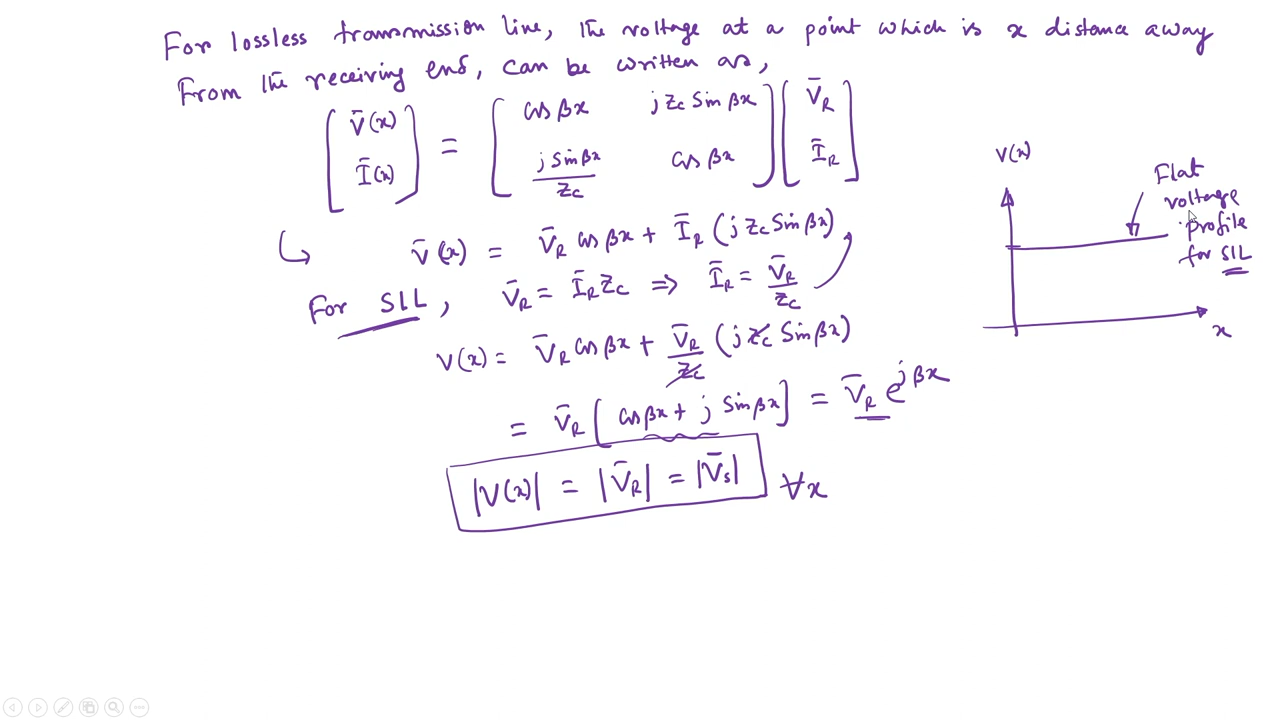 For lossless transmission line, the voltage at a point which is x distance away
From the receiving end, can be written as,
[V̄(x) Ī(x)] = [cos βx jZc Sin βx; j Sin βx/Zc cos βx] [V̄R ĪR]
↳ V̄(x) = V̄R cos βx + ĪR (jZc Sin βx)
For SIL, V̄R = ĪR Zc ⇒ ĪR = V̄R/Zc
V(x) = V̄R cos βx + V̄R/Zc (jZc Sin βx)
= V̄R [cos βx + j Sin βx] = V̄R e^jβx
|V(x)| = |V̄R| = |V̄s| ∀x
V(x)
Flat
voltage
profile
for SIL
x